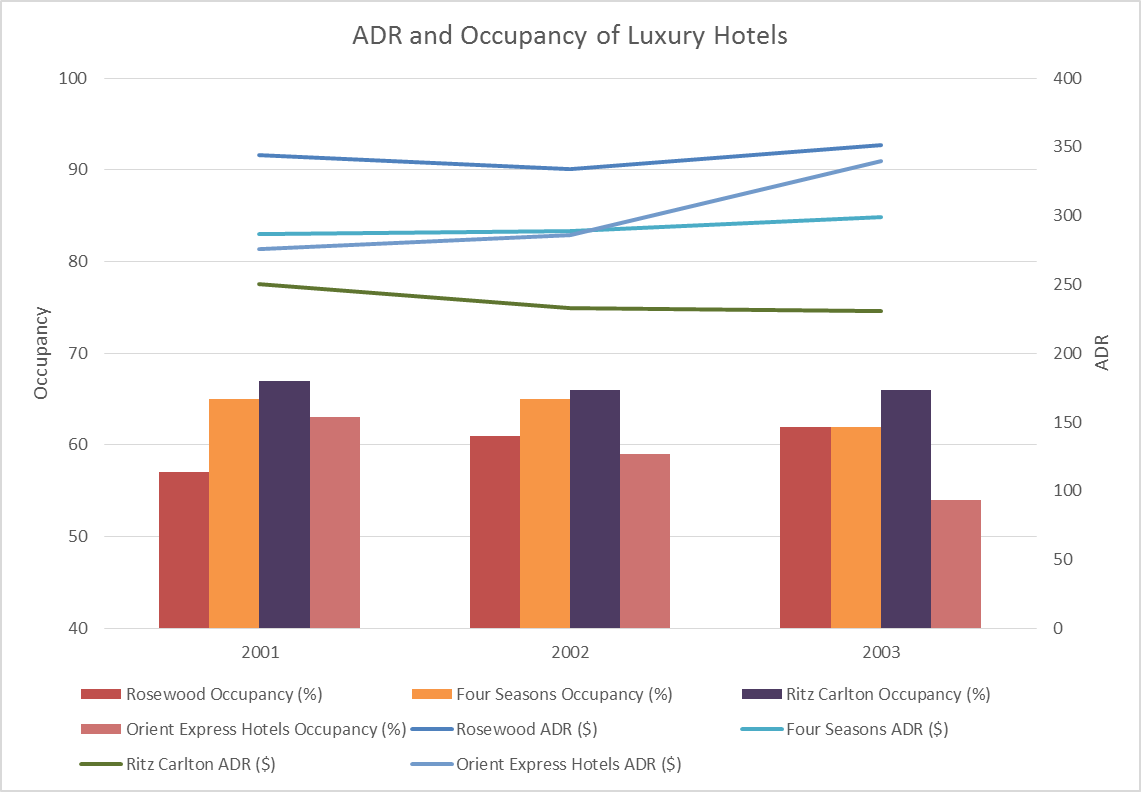 ADR and Occupancy of Luxury Hotels
100
90
80
70
60
50
40
Occupancy
400
350
300
250
200
150
100
50
0
ADR
2001 2002 2003
Rosewood Occupancy (%) Four Seasons Occupancy (%) Ritz Carlton Occupancy (%)
Orient Express Hotels Occupancy (%) Rosewood ADR ($) Four Seasons ADR ($)
Ritz Carlton ADR ($) Orient Express Hotels ADR ($)